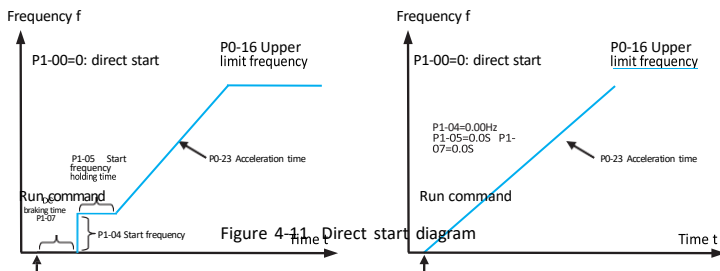 Frequency f
P1-00=0: direct start
P0-16 Upper
limit frequency
P1-05 Start
frequency
holding time
P0-23 Acceleration time
Run command
DC
braking time
P1-07
P1-04 Start frequency
Time t
Frequency f
P1-00=0: direct start
P0-16 Upper
limit frequency
P1-04=0.00Hz
P1-05=0.0S P1-
07=0.0S
P0-23 Acceleration time
Run command
Time t
Figure 4-11 Direct start diagram